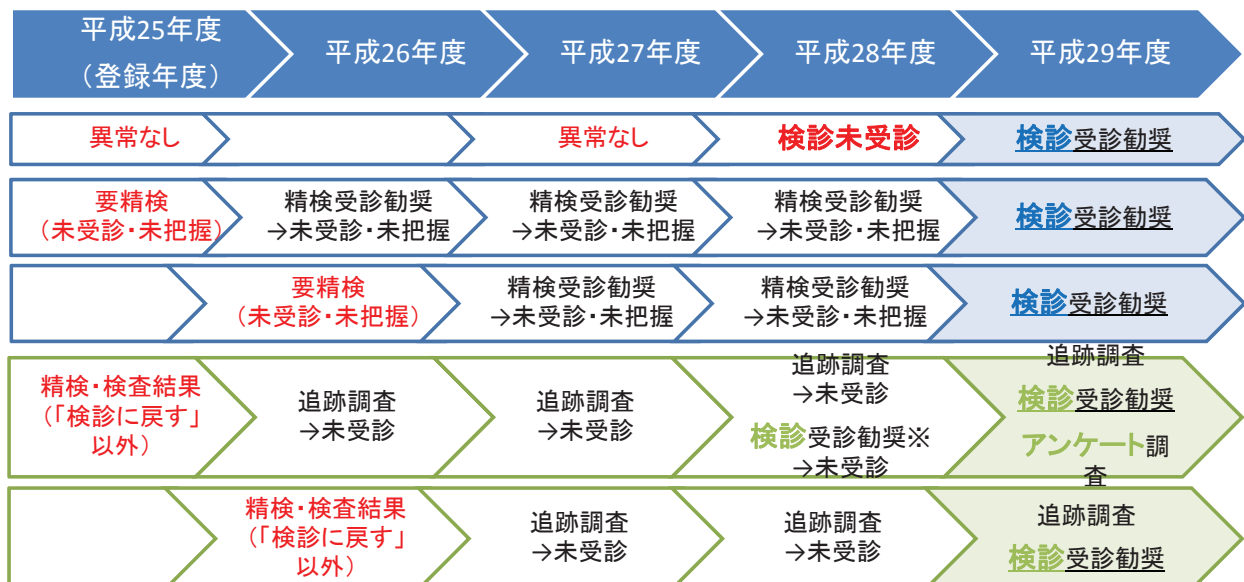 平成25年度
(登録年度)
平成26年度
平成27年度
平成28年度
平成29年度
異常なし
異常なし
検診未受診
検診受診勧奨
要精検
(未受診・未把握)
精検受診勧奨
→未受診・未把握
精検受診勧奨
→未受診・未把握
精検受診勧奨
→未受診・未把握
検診受診勧奨
要精検
(未受診・未把握)
精検受診勧奨
→未受診・未把握
精検受診勧奨
→未受診・未把握
検診受診勧奨
精検・検査結果
(「検診に戻す」
以外)
追跡調査
→未受診
追跡調査
→未受診
追跡調査
→未受診
検診受診勧奨※
→未受診
追跡調査
検診受診勧奨
アンケート調
査
精検・検査結果
(「検診に戻す」
以外)
追跡調査
→未受診
追跡調査
→未受診
追跡調査
検診受診勧奨